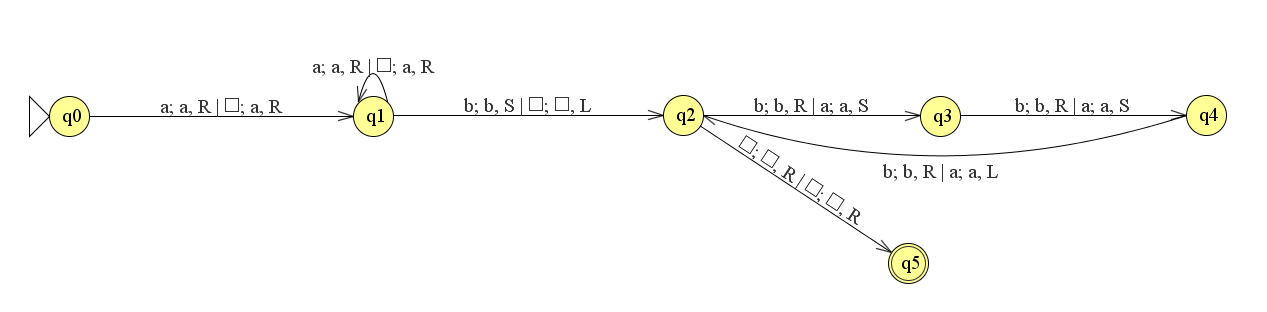 a; a, R | □; a, R
q0
a; a, R | □; a, R
q1
b; b, S | □; □, L
q2
b; b, R | a; a, S
q3
b; b, R | a; a, S
q4
b; b, R | a; a, L
□; □, R | □; □, R
q5